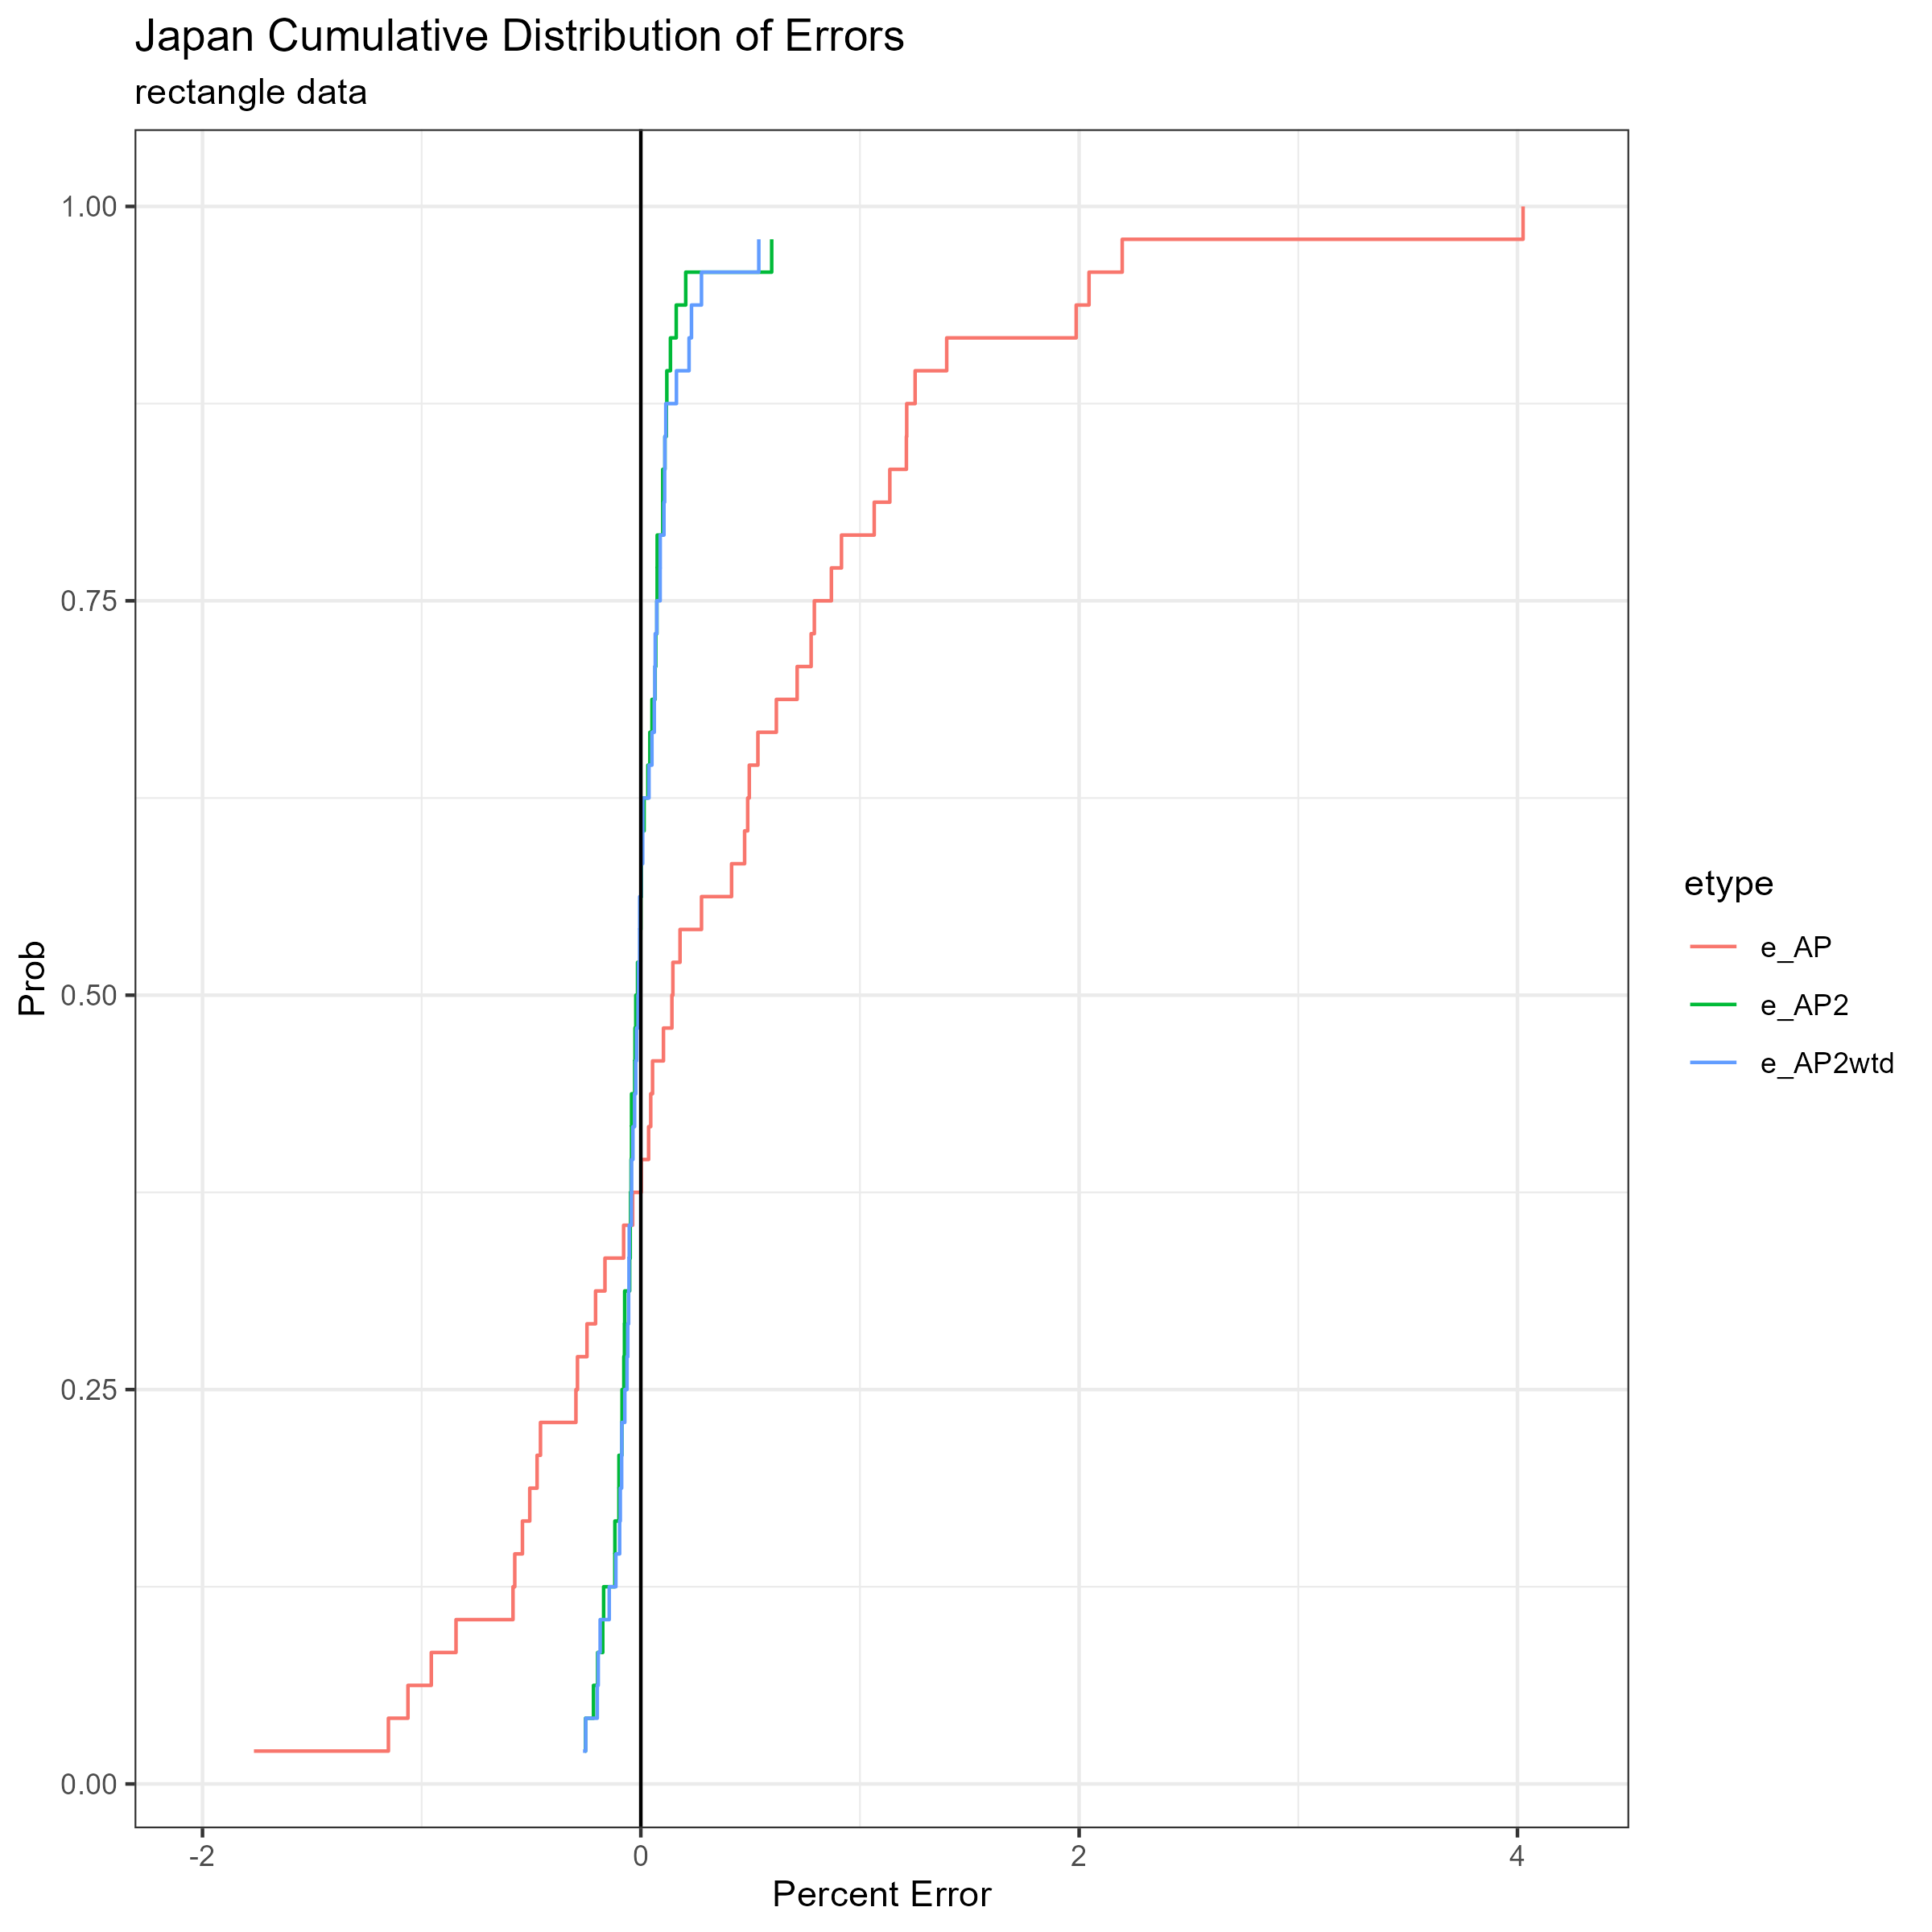 Japan Cumulative Distribution of Errors
rectangle data
1.00
0.75
0.50
0.25
0.00
Prob
-2
0
2
4
Percent Error
etype
e_AP
e_AP2
e_AP2wtd